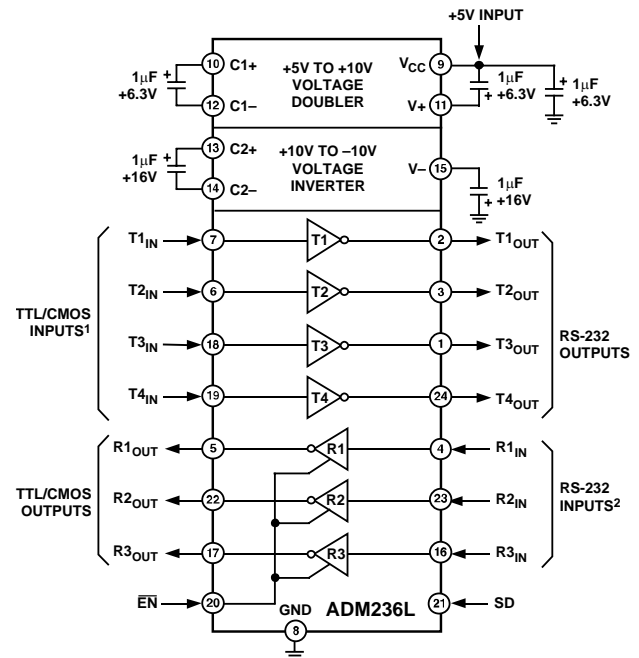 +5V INPUT
10 C1+ +5V TO +10V VOLTAGE DOUBLER VCC 9
1µF +6.3V +
12 C1– V+ 11
+ 1µF +6.3V
+ 1µF +6.3V
13 C2+ +10V TO –10V VOLTAGE INVERTER V– 15
1µF +16V +
14 C2–
1µF + +16V
T1IN 7 T1 2 T1OUT
T2IN 6 T2 3 T2OUT
TTL/CMOS INPUTS1
T3IN 18 T3 1 T3OUT
RS-232 OUTPUTS
T4IN 19 T4 24 T4OUT
R1OUT 5 R1 4 R1IN
TTL/CMOS OUTPUTS
R2OUT 22 R2 23 R2IN
RS-232 INPUTS2
R3OUT 17 R3 16 R3IN
EN 20 GND ADM236L 21 SD
8